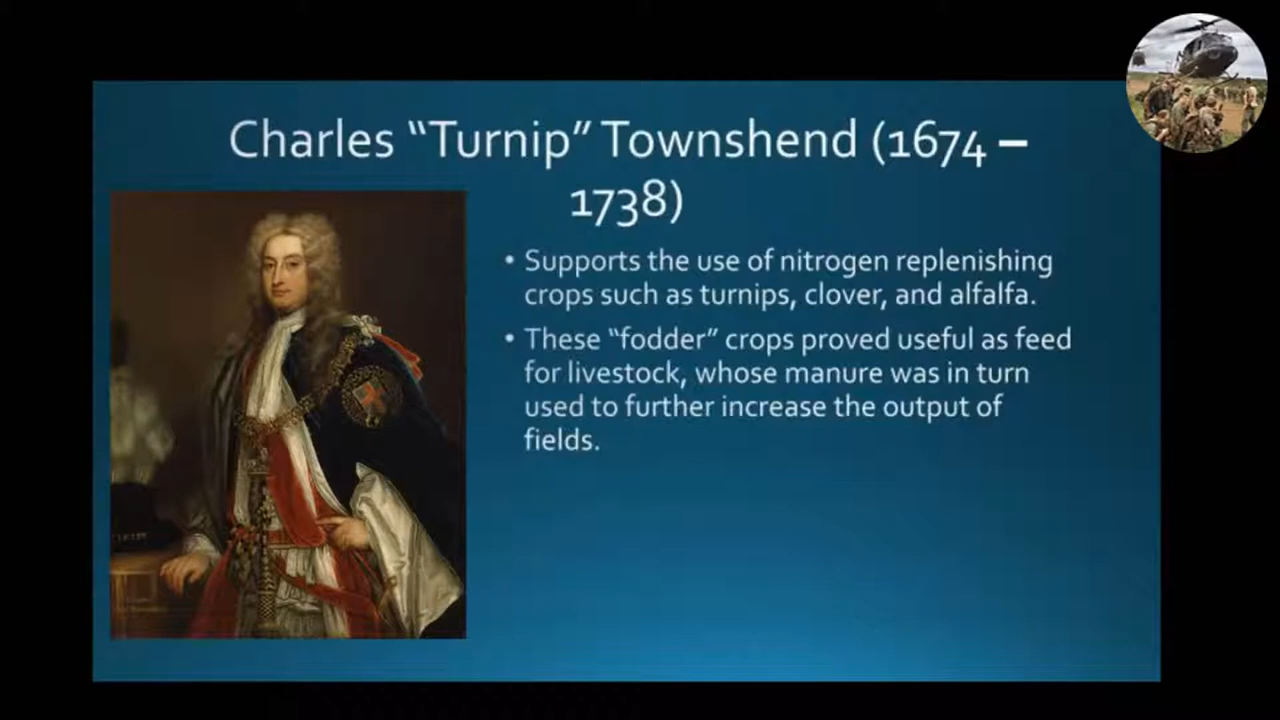 Charles “Turnip” Townshend (1674 –
1738)
• Supports the use of nitrogen replenishing
crops such as turnips, clover, and alfalfa.
• These “fodder” crops proved useful as feed
for livestock, whose manure was in turn
used to further increase the output of
fields.